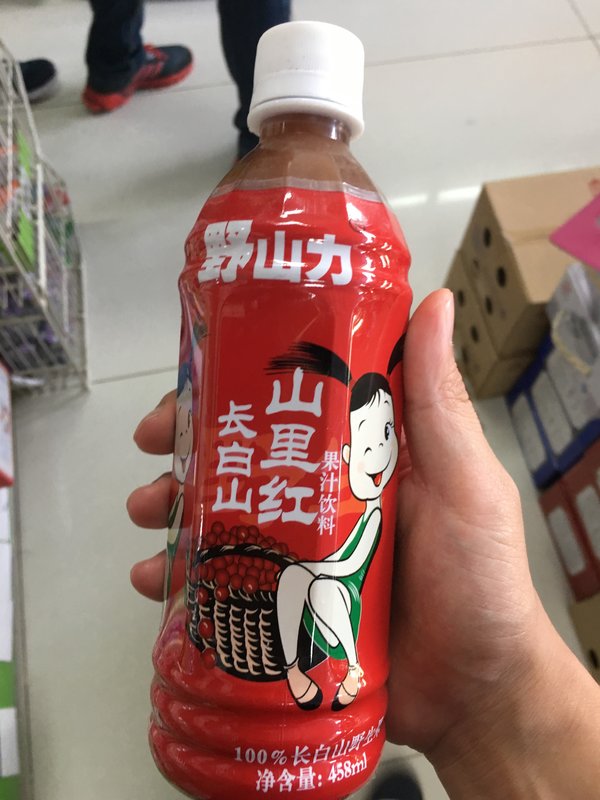 野山力
长白山
山里红
果汁饮料
100%长白山野生
净含量:458ml